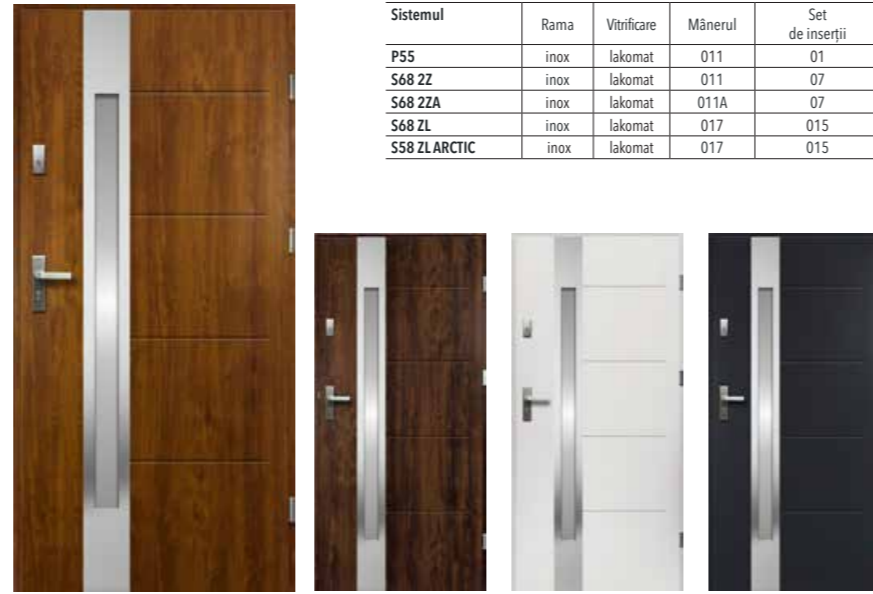 Sistemul Rama Vitrificare Mânerul Set
de inserții
P55 inox lakomat 011 01
S68 2Z inox lakomat 011 07
S68 2ZA inox lakomat 011A 07
S68 ZL inox lakomat 017 015
S58 ZL ARCTIC inox lakomat 017 015